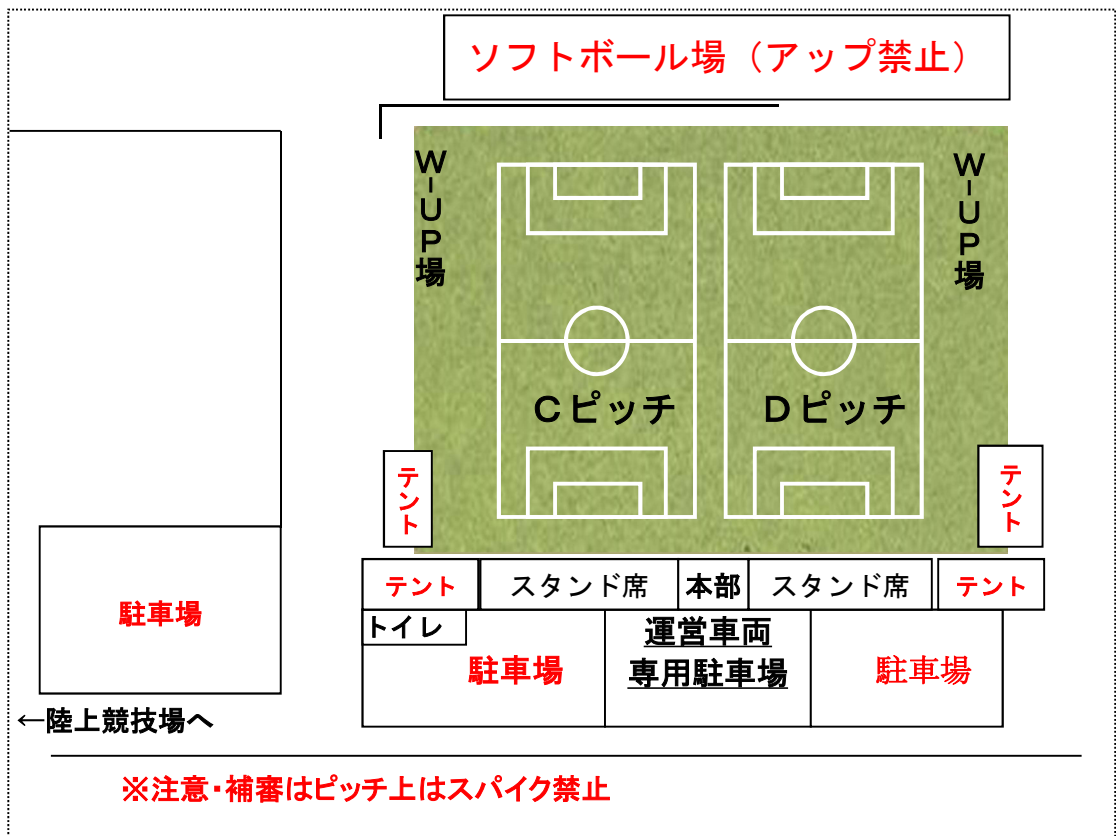 ソフトボール場（アップ禁止）
Ｗ－ＵＰ場
Ｗ－ＵＰ場
Ｃピッチ
Ｄピッチ
テント
テント
テント
スタンド席
本部
スタンド席
テント
トイレ
運営車両
専用駐車場
駐車場
駐車場
駐車場
←陸上競技場へ
※注意・補審はピッチ上はスパイク禁止